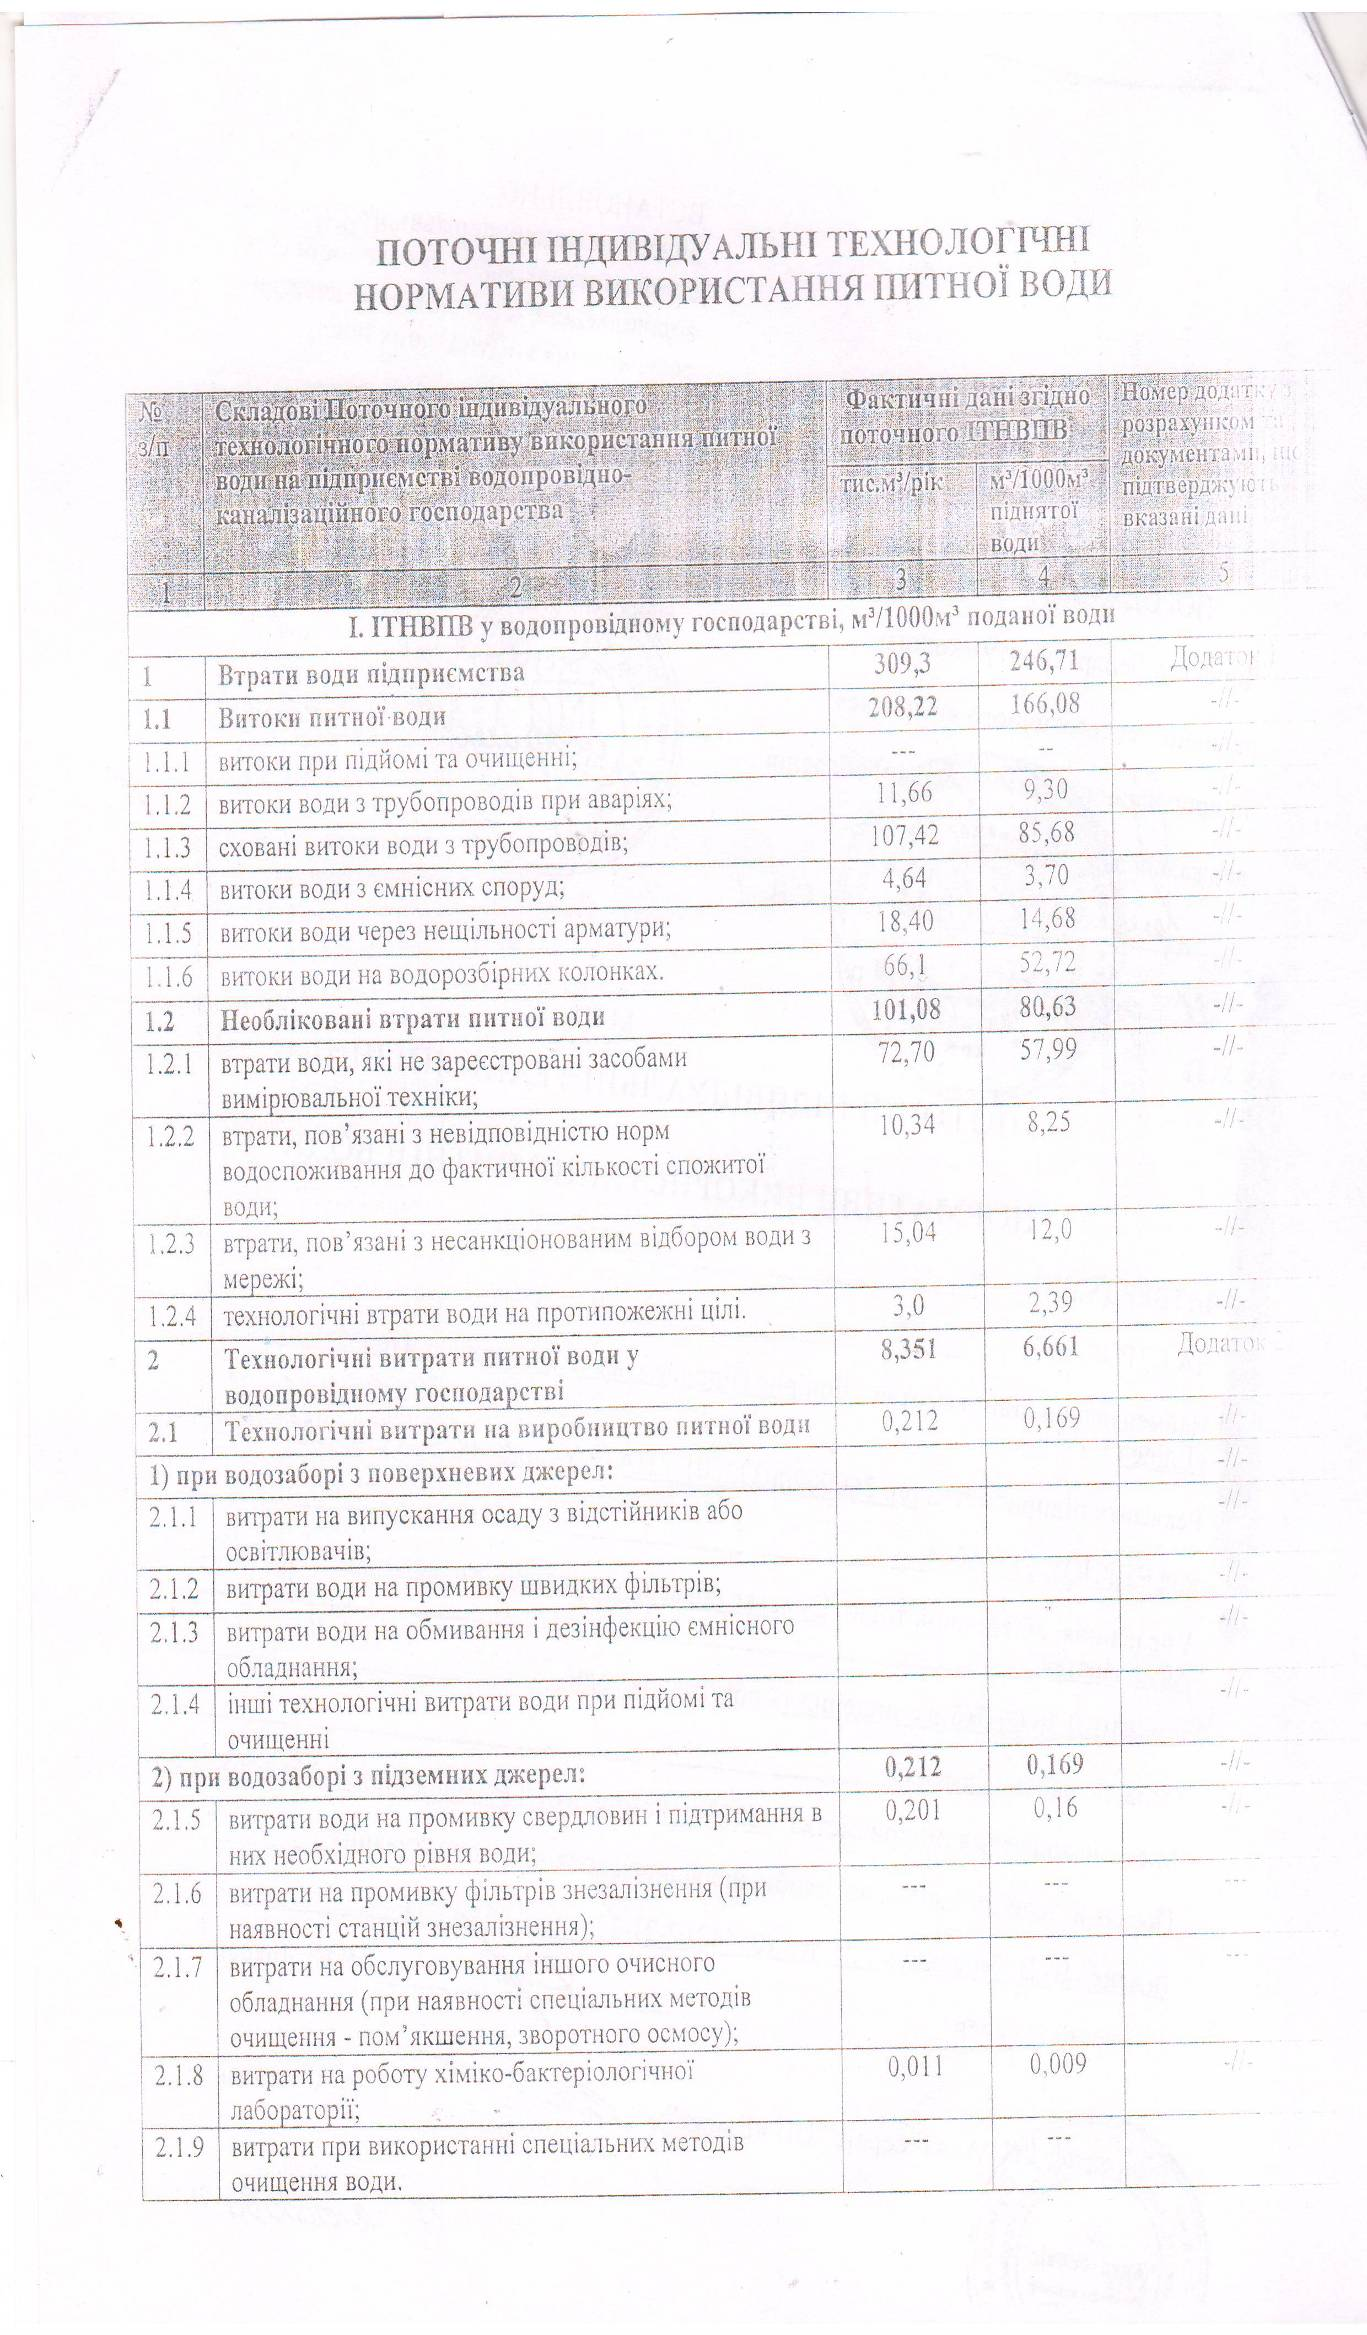 ПОТОЧНІ ІНДИВІДУАЛЬНІ ТЕХНОЛОГІЧНІ
НОРМАТИВИ ВИКОРИСТАННЯ ПИТНОЇ ВОДИ
№ з/п
Складові Поточного індивідуального
технологічного нормативу використання питної
води на підприємстві водопровідно-
каналізаційного господарства
Фактичні дані згідно
поточного ІТНВПВ
тис.м³/рік
м³/1000м³
піднятої
води
Номер додатку з
розрахунком та
документами, що
підтверджують
вказані дані
1 2 3 4 5
І. ІТНВПВ у водопровідному господарстві, м³/1000м³ поданої води
1 Втрати води підприємства 309,3 246,71 Додаток
1.1 Витоки питної води 208,22 166,08 -//-
1.1.1 витоки при підйомі та очищенні; --- -- -//-
1.1.2 витоки води з трубопроводів при аваріях; 11,66 9,30 -//-
1.1.3 сховані витоки води з трубопроводів; 107,42 85,68 -//-
1.1.4 витоки води з ємнісних споруд; 4,64 3,70 -//-
1.1.5 витоки води через нещільності арматури; 18,40 14,68 -//-
1.1.6 витоки води на водорозбірних колонках. 66,1 52,72 -//-
1.2 Необліковані втрати питної води 101,08 80,63 -//-
1.2.1 втрати води, які не зареєстровані засобами 72,70 57,99 -//-
вимірювальної техніки;
1.2.2 втрати, пов’язані з невідповідністю норм 10,34 8,25 -//-
водоспоживання до фактичної кількості спожитої
води;
1.2.3 втрати, пов’язані з несанкціонованим відбором води з 15,04 12,0 -//-
мережі;
1.2.4 технологічні втрати води на протипожежні цілі. 3,0 2,39 -//-
2 Технологічні витрати питної води у 8,351 6,661 Додаток
водопровідному господарстві
2.1 Технологічні витрати на виробництво питної води 0,212 0,169 -//-
1) при водозаборі з поверхневих джерел: -//-
2.1.1 витрати на випускання осаду з відстійників або -//-
освітлювачів;
2.1.2 витрати води на промивку швидких фільтрів; -//-
2.1.3 витрати води на обмивання і дезінфекцію ємнісного -//-
обладнання;
2.1.4 інші технологічні витрати води при підйомі та -//-
очищенні
2) при водозаборі з підземних джерел: 0,212 0,169 -//-
2.1.5 витрати води на промивку свердловин і підтримання в 0,201 0,16 -//-
них необхідного рівня води;
2.1.6 витрати на промивку фільтрів знезалізнення (при --- --- ---
наявності станцій знезалізнення);
2.1.7 витрати на обслуговування іншого очисного --- --- ---
обладнання (при наявності спеціальних методів
очищення - пом’якшення, зворотного осмосу);
2.1.8 витрати на роботу хіміко-бактеріологічної 0,011 0,009 -//-
лабораторії;
2.1.9 витрати при використанні спеціальних методів --- ---
очищення води.